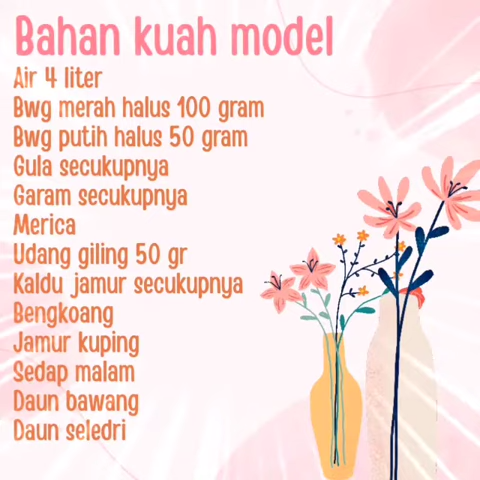 Bahan kuah model
Air 4 liter
Bwg merah halus 100 gram
Bwg putih halus 50 gram
Gula secukupnya
Garam secukupnya
Merica
Udang giling 50 gr
Kaldu jamur secukupnya
Bengkoang
Jamur kuping
Sedap malam
Daun bawang
Daun seledri